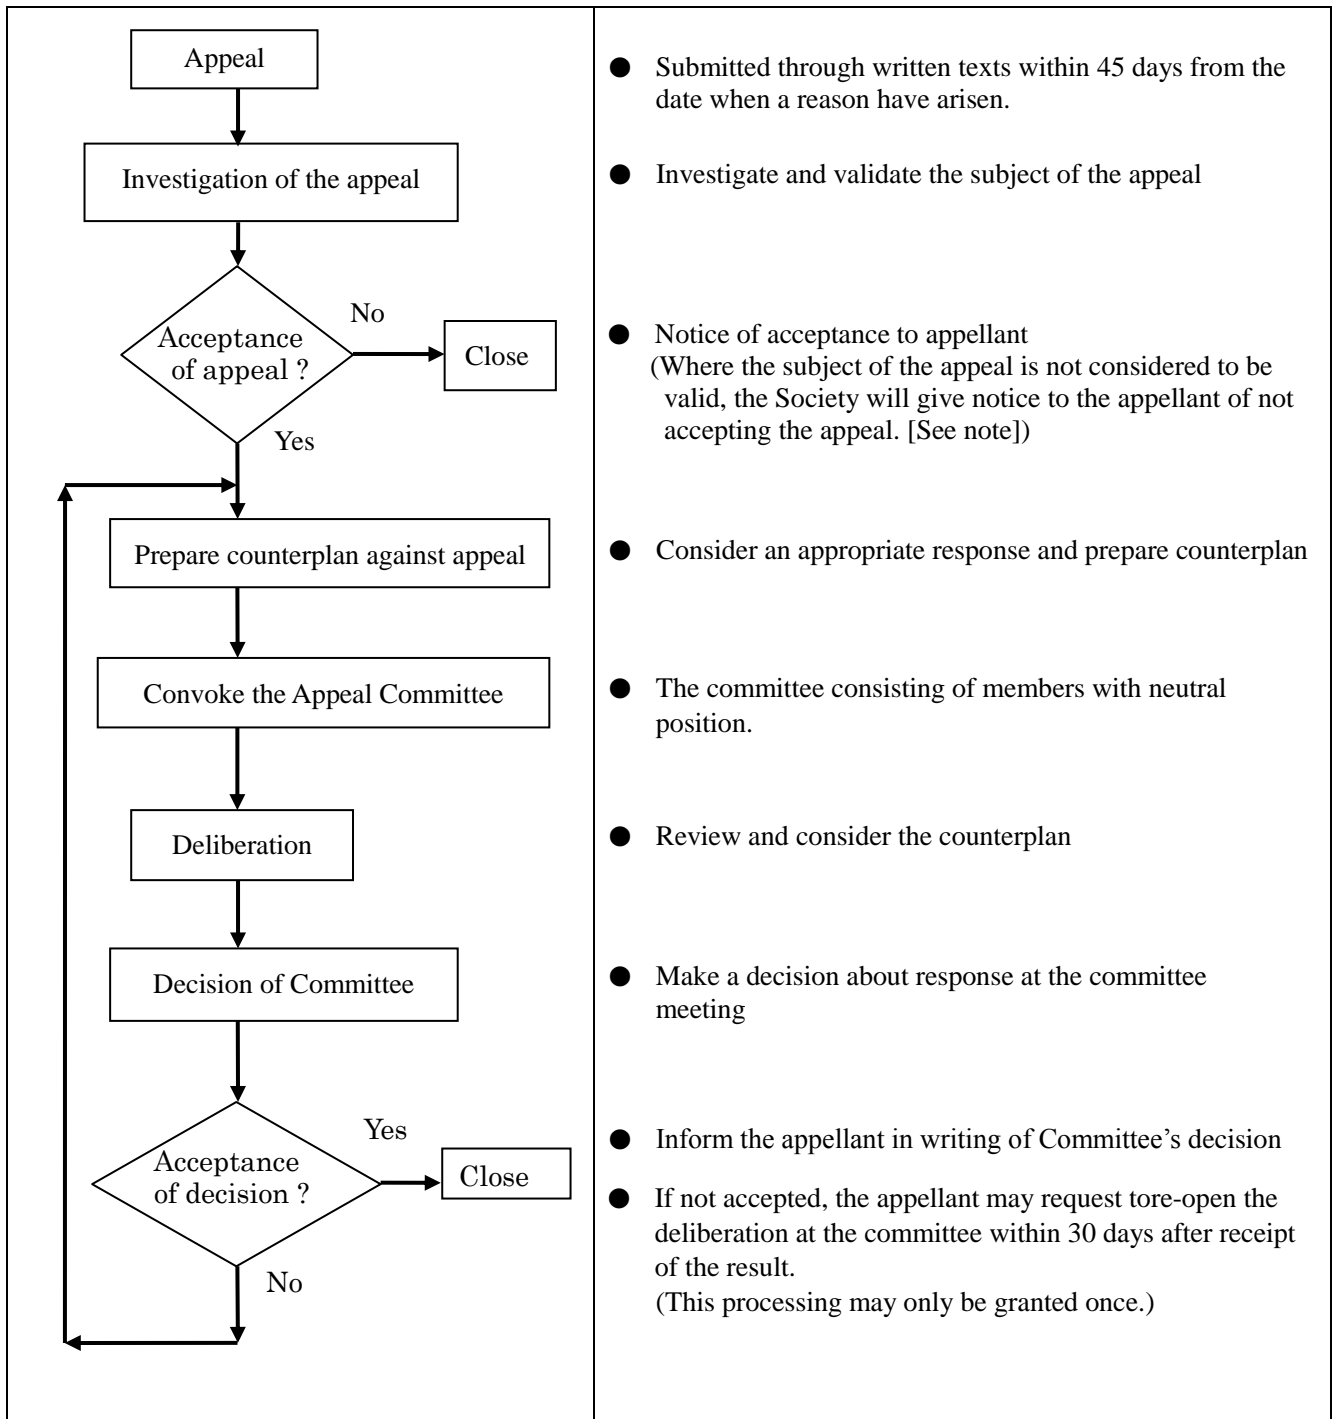 Appeal
● Submitted through written texts within 45 days from the
date when a reason have arisen.
Investigation of the appeal
● Investigate and validate the subject of the appeal
Acceptance
of appeal ?
No
Close
Yes
● Notice of acceptance to appellant
(Where the subject of the appeal is not considered to be
valid, the Society will give notice to the appellant of not
accepting the appeal. [See note])
Prepare counterplan against appeal
● Consider an appropriate response and prepare counterplan
Convoke the Appeal Committee
● The committee consisting of members with neutral
position.
Deliberation
● Review and consider the counterplan
Decision of Committee
● Make a decision about response at the committee
meeting
Acceptance
of decision ?
Yes
Close
No
● Inform the appellant in writing of Committee’s decision
● If not accepted, the appellant may request tore-open the
deliberation at the committee within 30 days after receipt
of the result.
(This processing may only be granted once.)